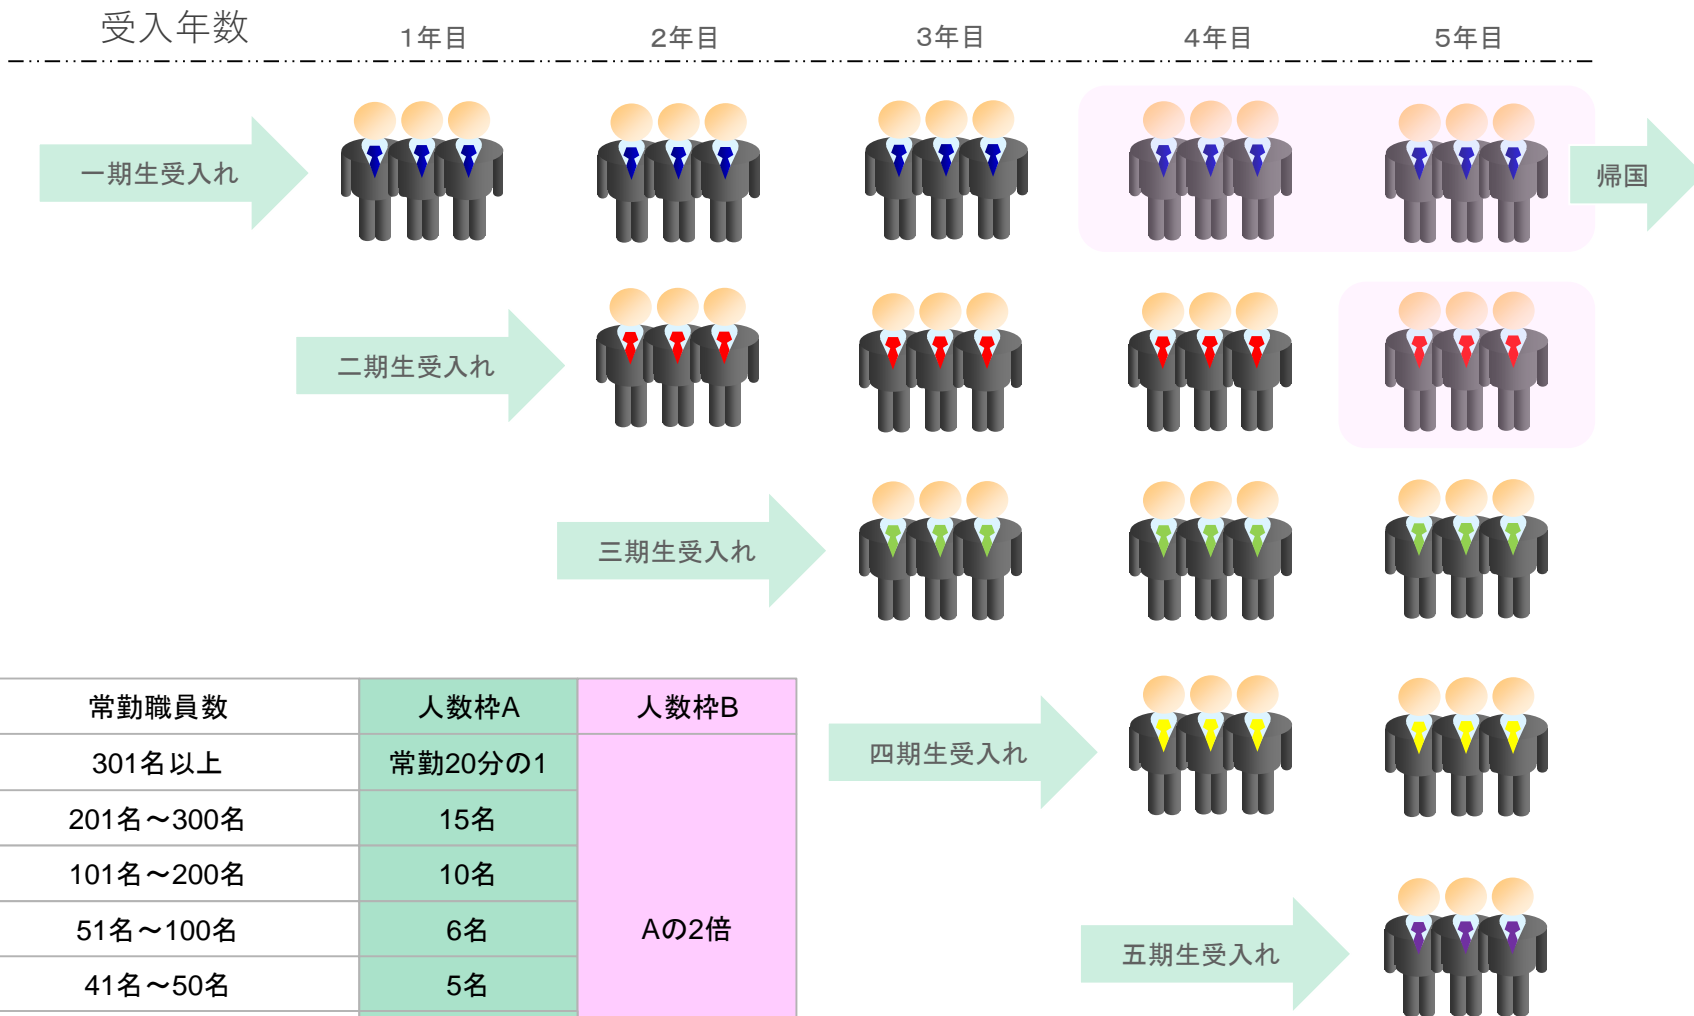 受入年数
1年目
2年目
3年目
4年目
5年目
一期生受入れ
帰国
二期生受入れ
三期生受入れ
四期生受入れ
五期生受入れ
常勤職員数 人数枠A 人数枠B
301名以上 常勤20分の1
201名～300名 15名
101名～200名 10名
51名～100名 6名 Aの2倍
41名～50名 5名